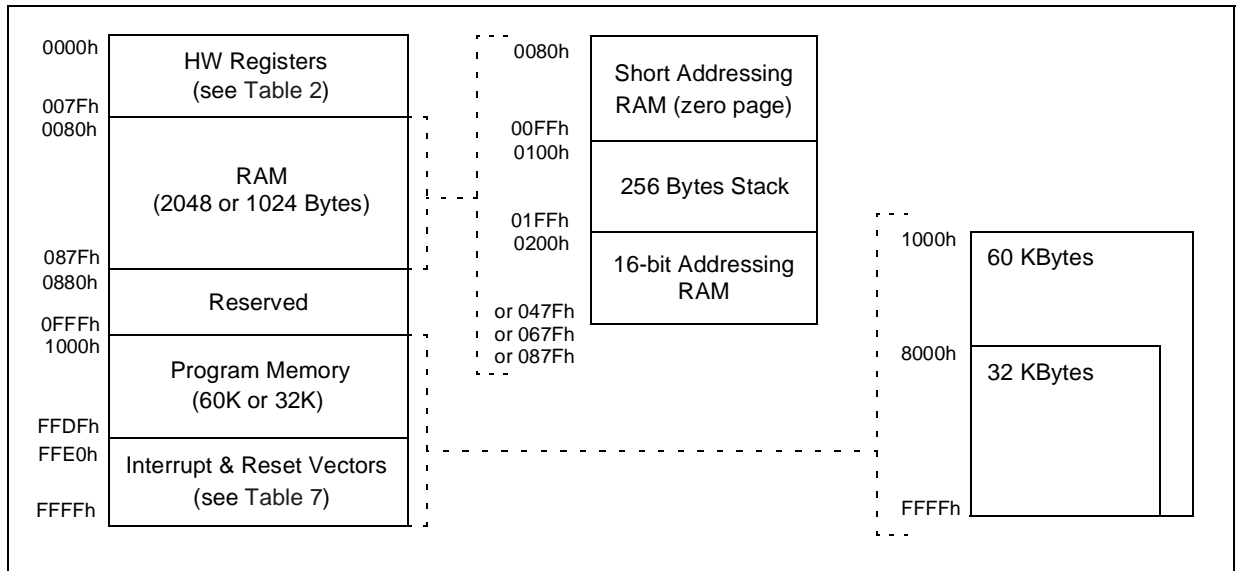 0000h
HW Registers
(see Table 2)
007Fh
0080h
RAM
(2048 or 1024 Bytes)
087Fh
0880h
Reserved
0FFFh
1000h
Program Memory
(60K or 32K)
FFDFh
FFE0h
Interrupt & Reset Vectors
(see Table 7)
FFFFh
0080h
Short Addressing
RAM (zero page)
00FFh
0100h
256 Bytes Stack
01FFh
0200h
16-bit Addressing
RAM
or 047Fh
or 067Fh
or 087Fh
1000h
60 KBytes
8000h
32 KBytes
FFFFh